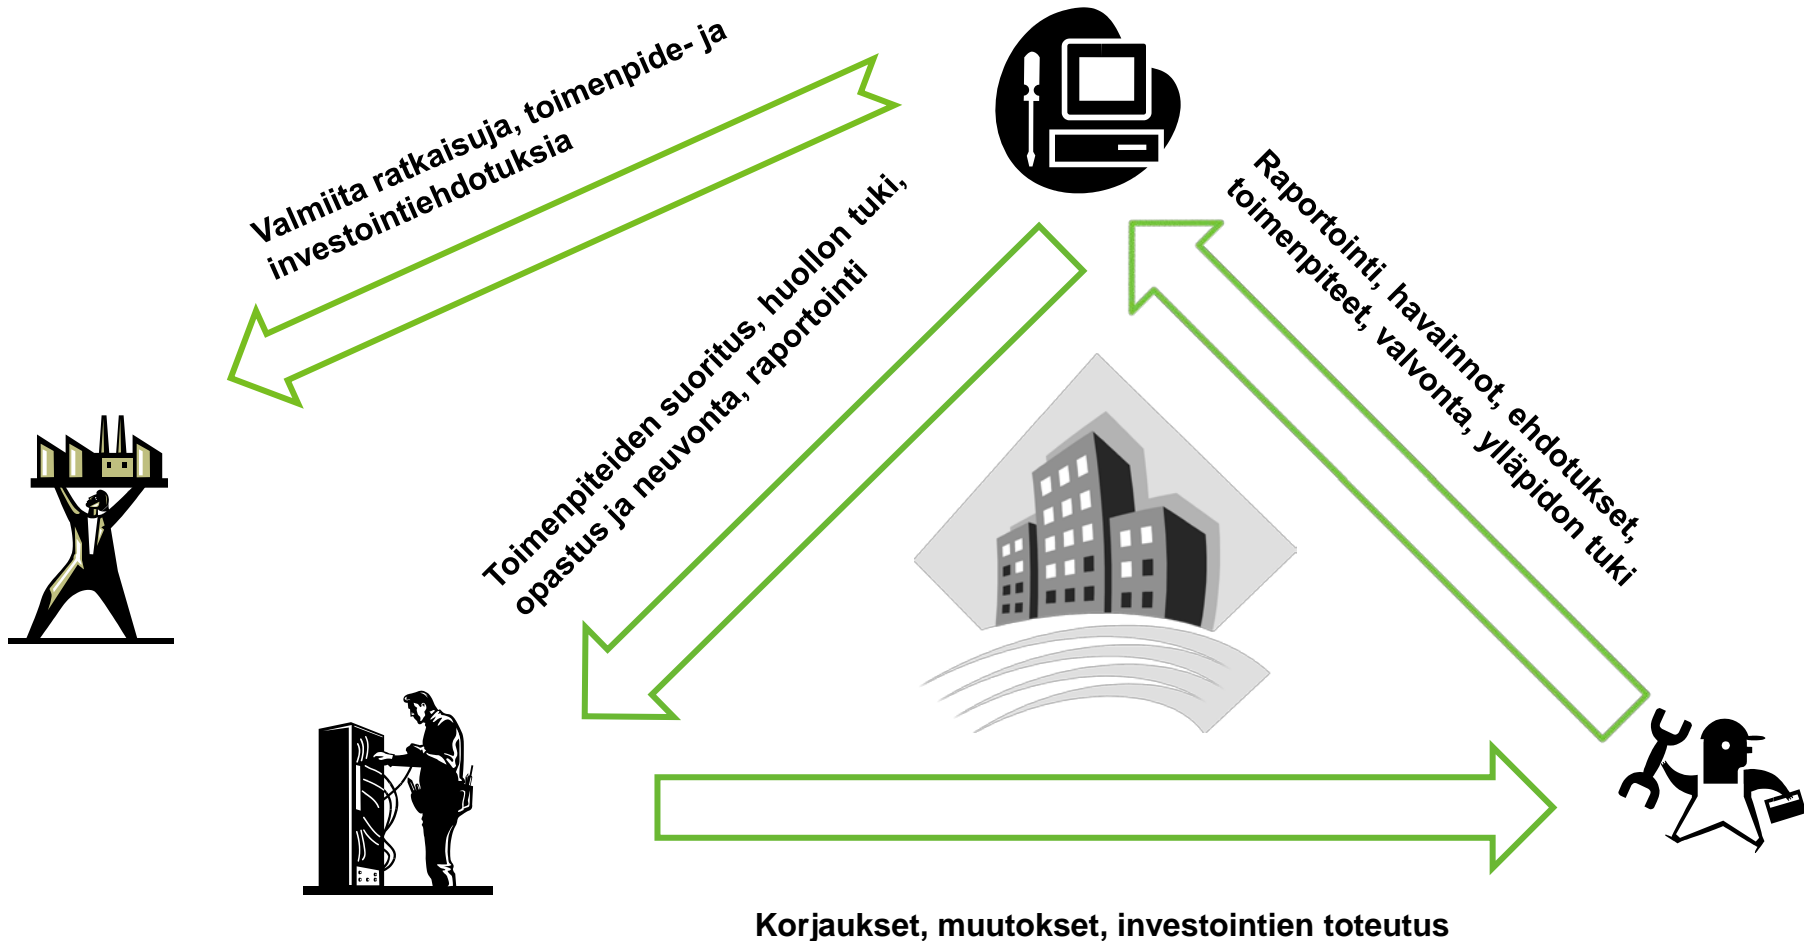 Valmiita ratkaisuja, toimenpide- ja
investointiehdotuksia
Toimenpiteiden suoritus, huollon tuki,
opastus ja neuvonta, raportointi
Raportointi, havainnot, ehdotukset,
toimenpiteet, valvonta, ylläpidon tuki
Korjaukset, muutokset, investointien toteutus